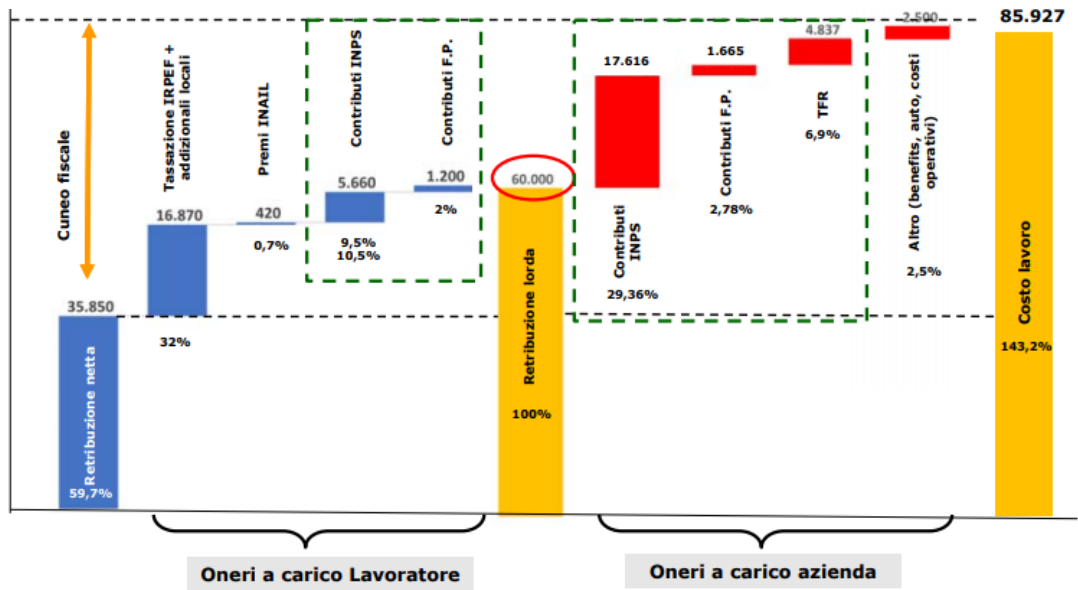 Cuneo fiscale
35.850
Retribuzione netta
59,7%
Tassazione IRPEF +
addizionali locali
16.870
32%
Premi INAIL
420
0,7%
Contributi INPS
5.660
9,5%
10,5%
Contributi F.P.
1.200
2%
60.000
Retribuzione lorda
100%
17.616
Contributi
INPS
29,36%
1.665
Contributi F.P.
2,78%
4.837
TFR
6,9%
2.500
Altro (benefits, auto, costi
operativi)
2,5%
85.927
Costo lavoro
143,2%
Oneri a carico Lavoratore
Oneri a carico azienda